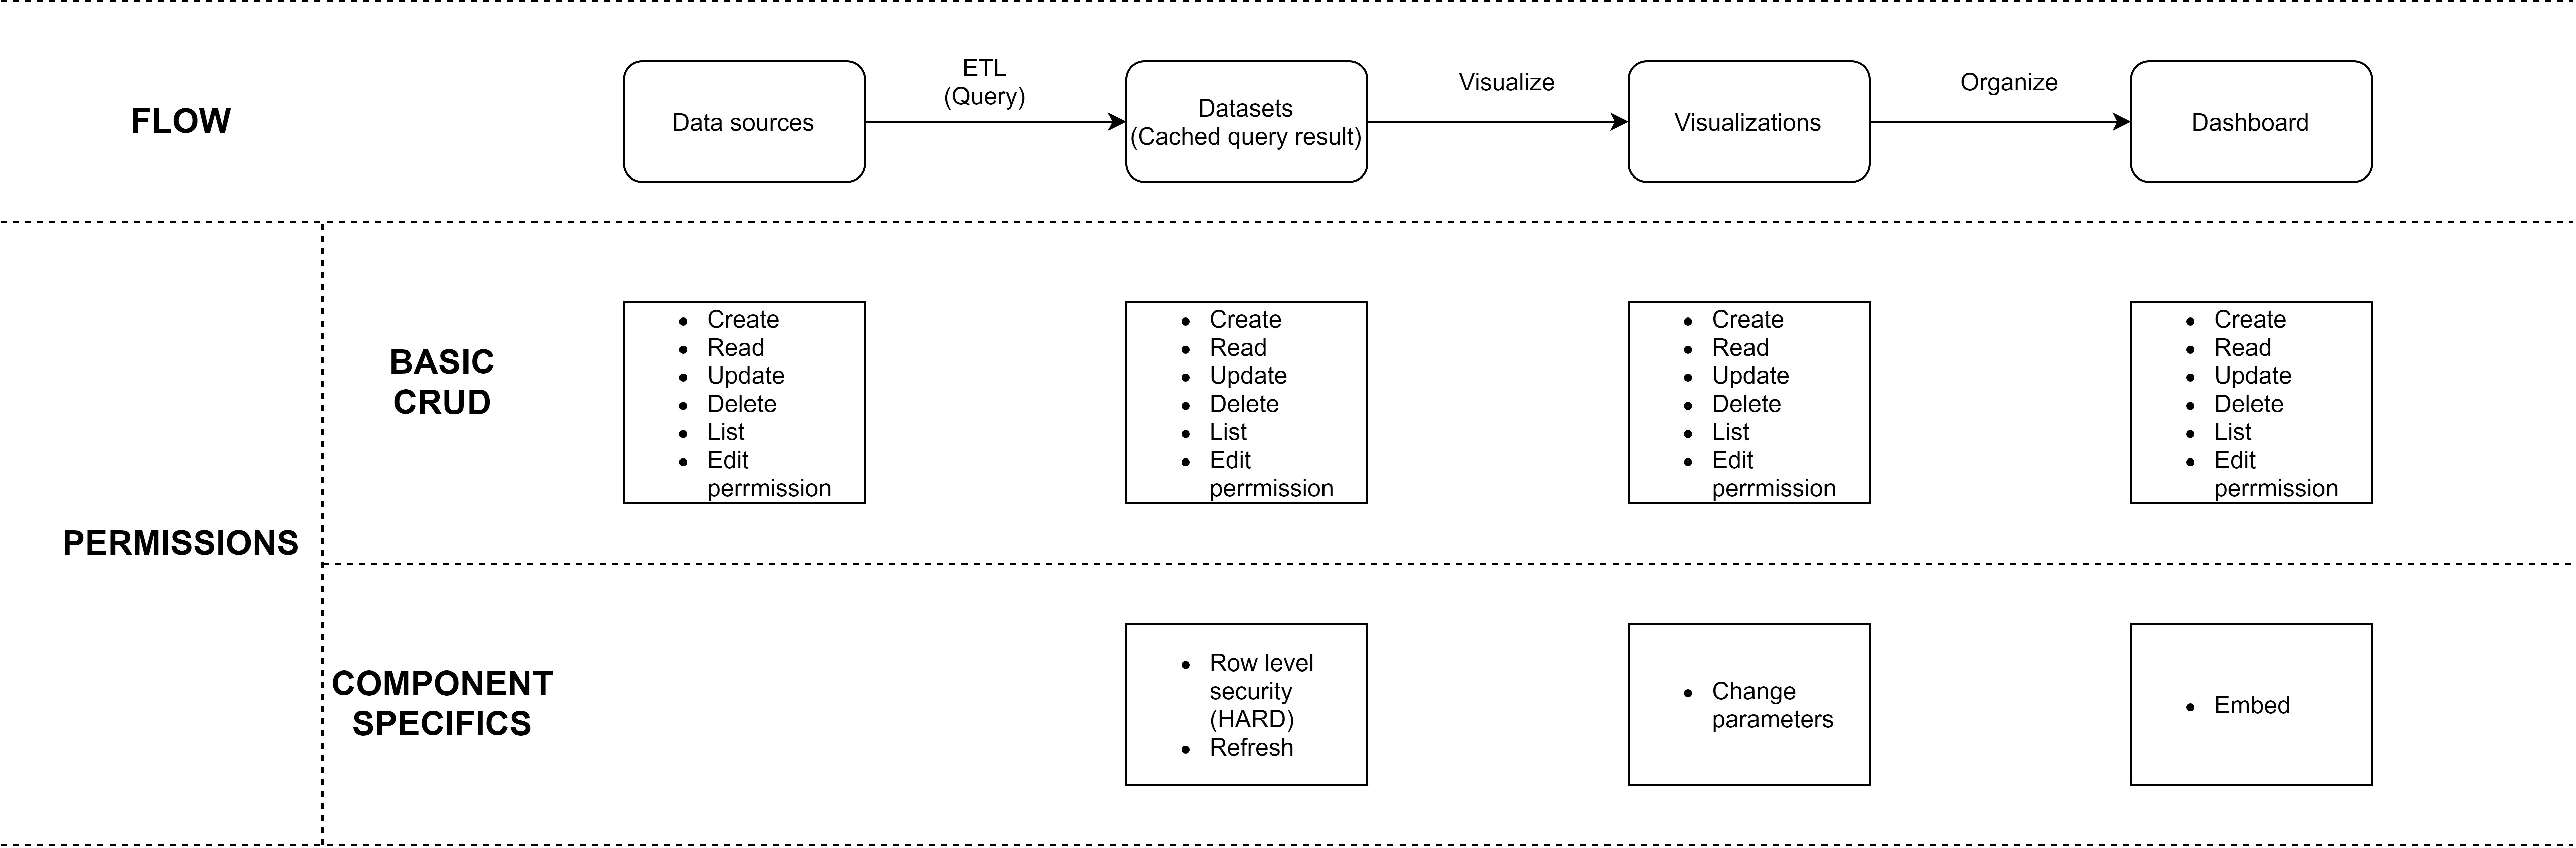 FLOW
Data sources
ETL
(Query)
Datasets
(Cached query result)
Visualize
Visualizations
Organize
Dashboard
PERMISSIONS
BASIC
CRUD
• Create
• Read
• Update
• Delete
• List
• Edit
perrmission
• Create
• Read
• Update
• Delete
• List
• Edit
perrmission
• Create
• Read
• Update
• Delete
• List
• Edit
perrmission
• Create
• Read
• Update
• Delete
• List
• Edit
perrmission
COMPONENT
SPECIFICS
• Row level
security
(HARD)
• Refresh
• Change
parameters
• Embed